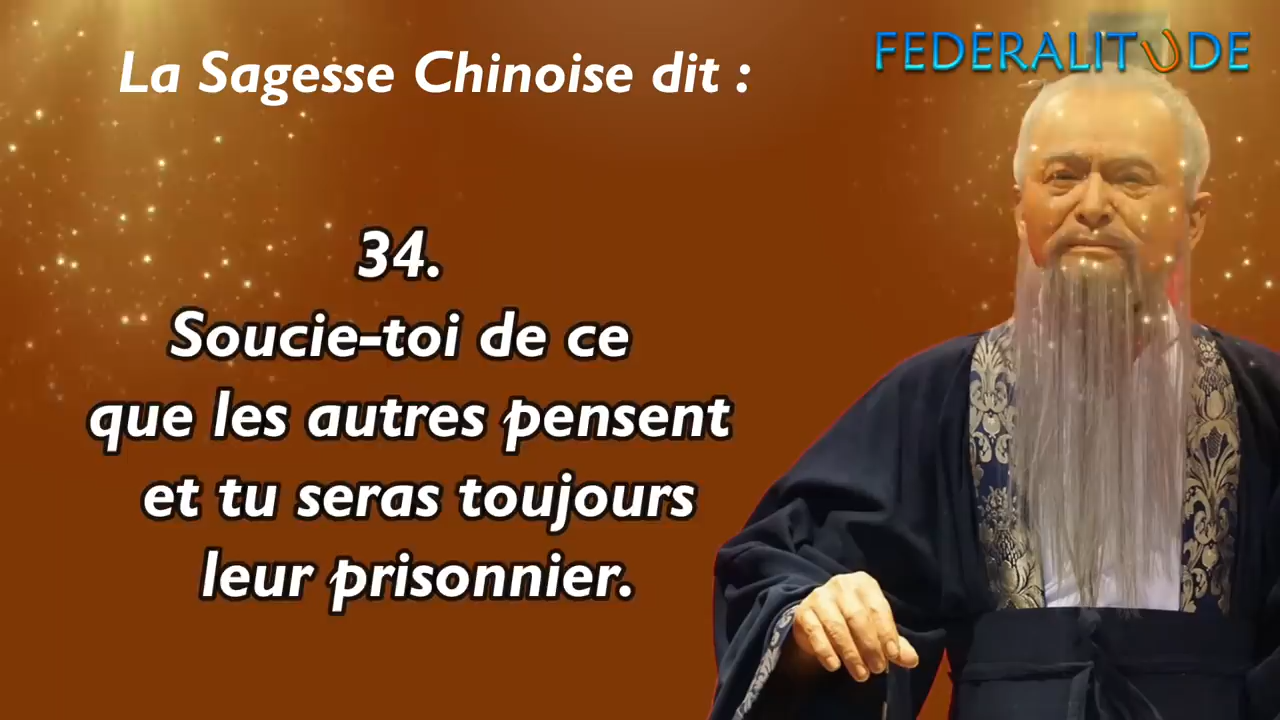 La Sagesse Chinoise dit :
FEDERALITUDE
34.
Soucie-toi de ce
que les autres pensent
et tu seras toujours
leur prisonnier.